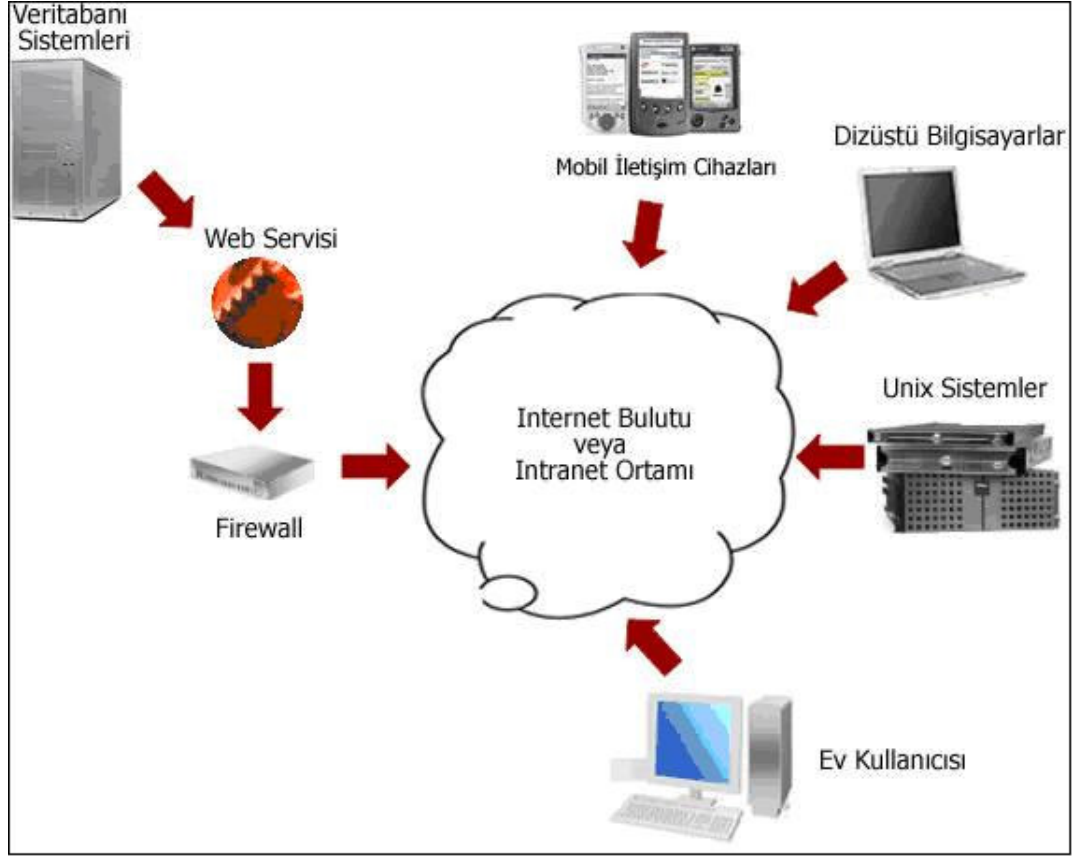 Veritabanı
Sistemleri
Mobil İletişim Cihazları
Dizüstü Bilgisayarlar
Web Servisi
Unix Sistemler
Internet Bulutu
veya
Intranet Ortamı
Firewall
Ev Kullanıcısı